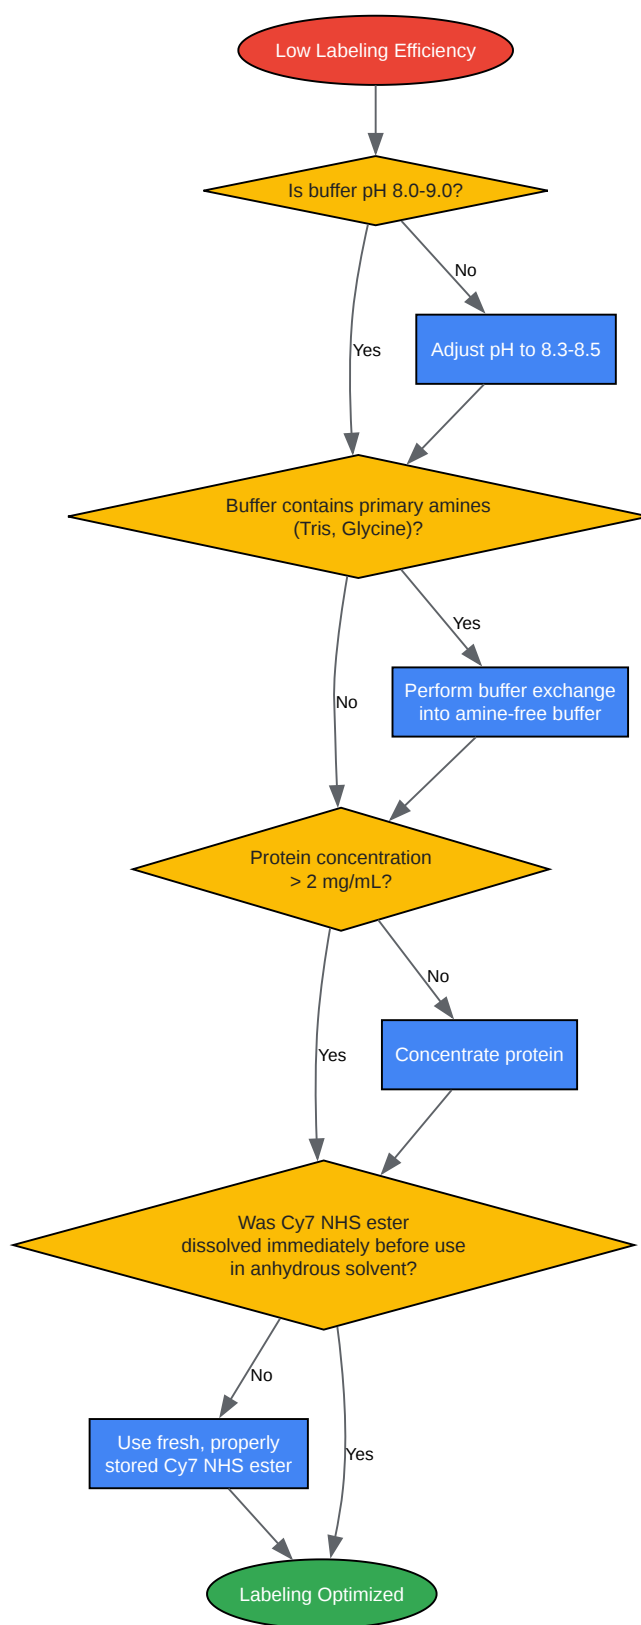 Low Labeling Efficiency
Is buffer pH 8.0-9.0?
No
Adjust pH to 8.3-8.5
Yes
Buffer contains primary amines
(Tris, Glycine)?
Yes
Perform buffer exchange
into amine-free buffer
No
Protein concentration
> 2 mg/mL?
No
Concentrate protein
Yes
Was Cy7 NHS ester
dissolved immediately before use
in anhydrous solvent?
No
Use fresh, properly
stored Cy7 NHS ester
Yes
Labeling Optimized